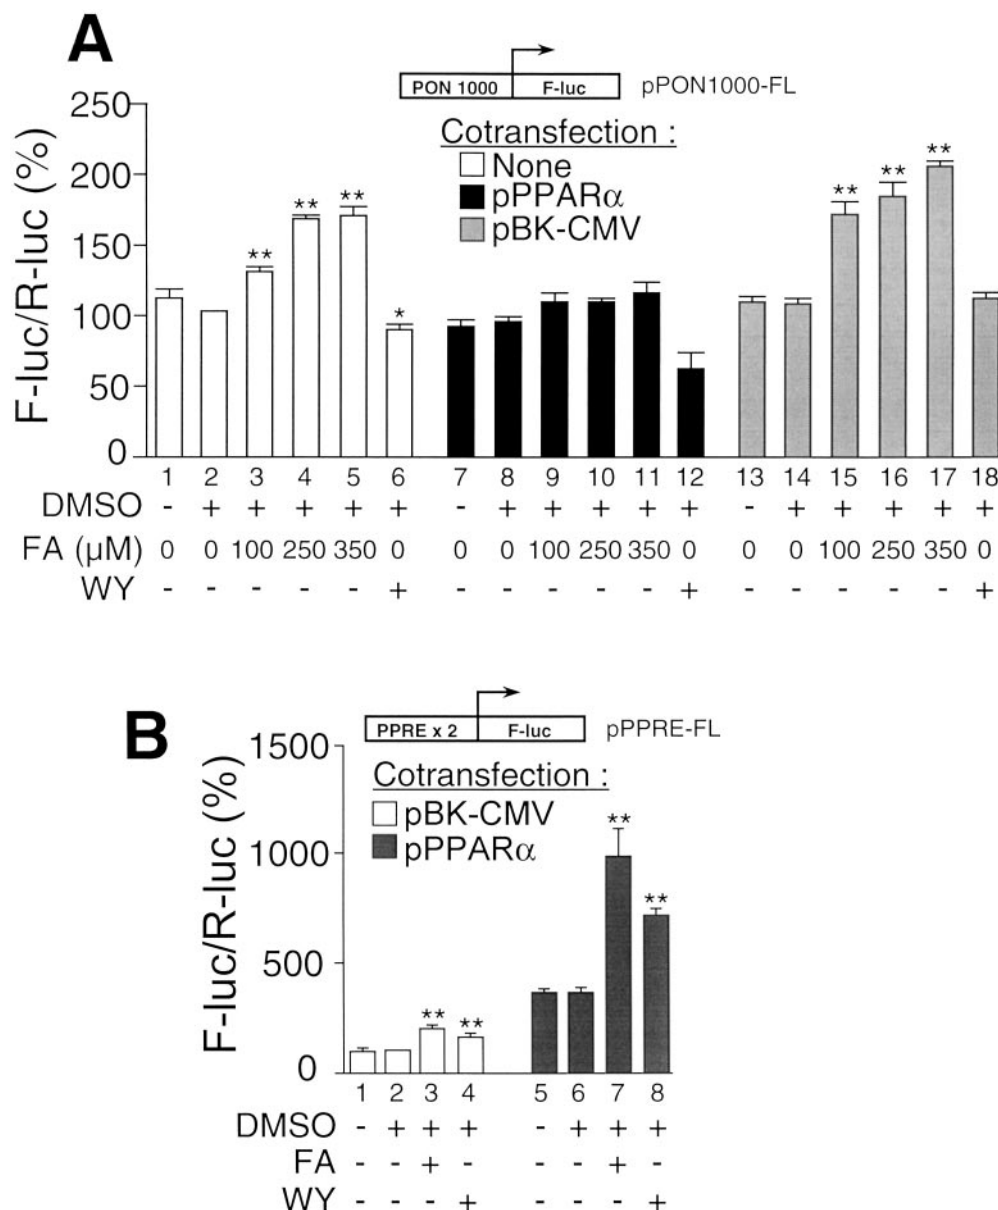 A
PON 1000 F-luc pPON1000-FL
Cotransfection :
None
pPPARα
pBK-CMV
F-luc/R-luc (%)
250
200
150
100
50
0
** ** ** * ** ** **
1 2 3 4 5 6 7 8 9 10 11 12 13 14 15 16 17 18
DMSO - + + + + + - + + + + + - + + + + +
FA (µM) 0 0 100 250 350 0 0 0 100 250 350 0 0 0 100 250 350 0
WY - - - - - + - - - - - + - - - - - +
B
PPRE x 2 F-luc pPPRE-FL
Cotransfection :
pBK-CMV
pPPARα
F-luc/R-luc (%)
1500
1000
500
0
** ** ** **
1 2 3 4 5 6 7 8
DMSO - + + + - + + +
FA - - + - - - + -
WY - - - + - - - +